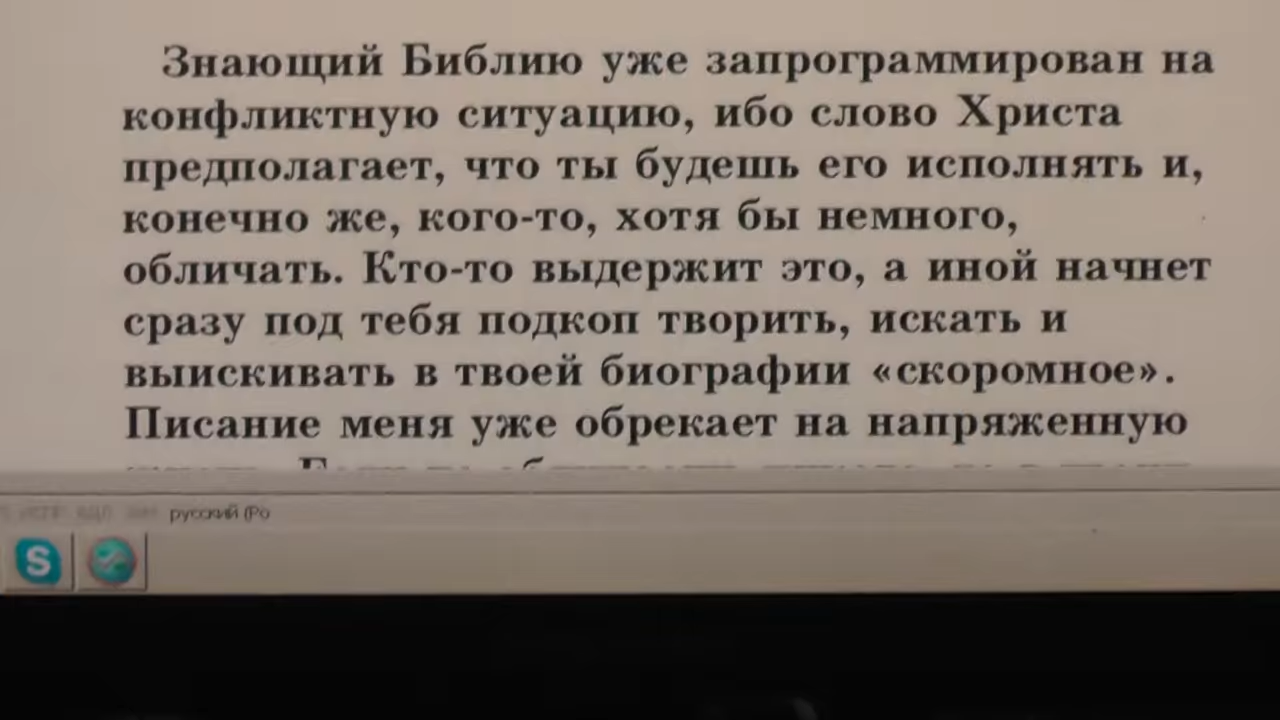 Знающий Библию уже запрограммирован на
конфликтную ситуацию, ибо слово Христа
предполагает, что ты будешь его исполнять и,
конечно же, кого-то, хотя бы немного,
обличать. Кто-то выдержит это, а иной начнет
сразу под тебя подкоп творить, искать и
выискивать в твоей биографии «скоромное».
Писание меня уже обрекает на напряженную
русский (Ро
S